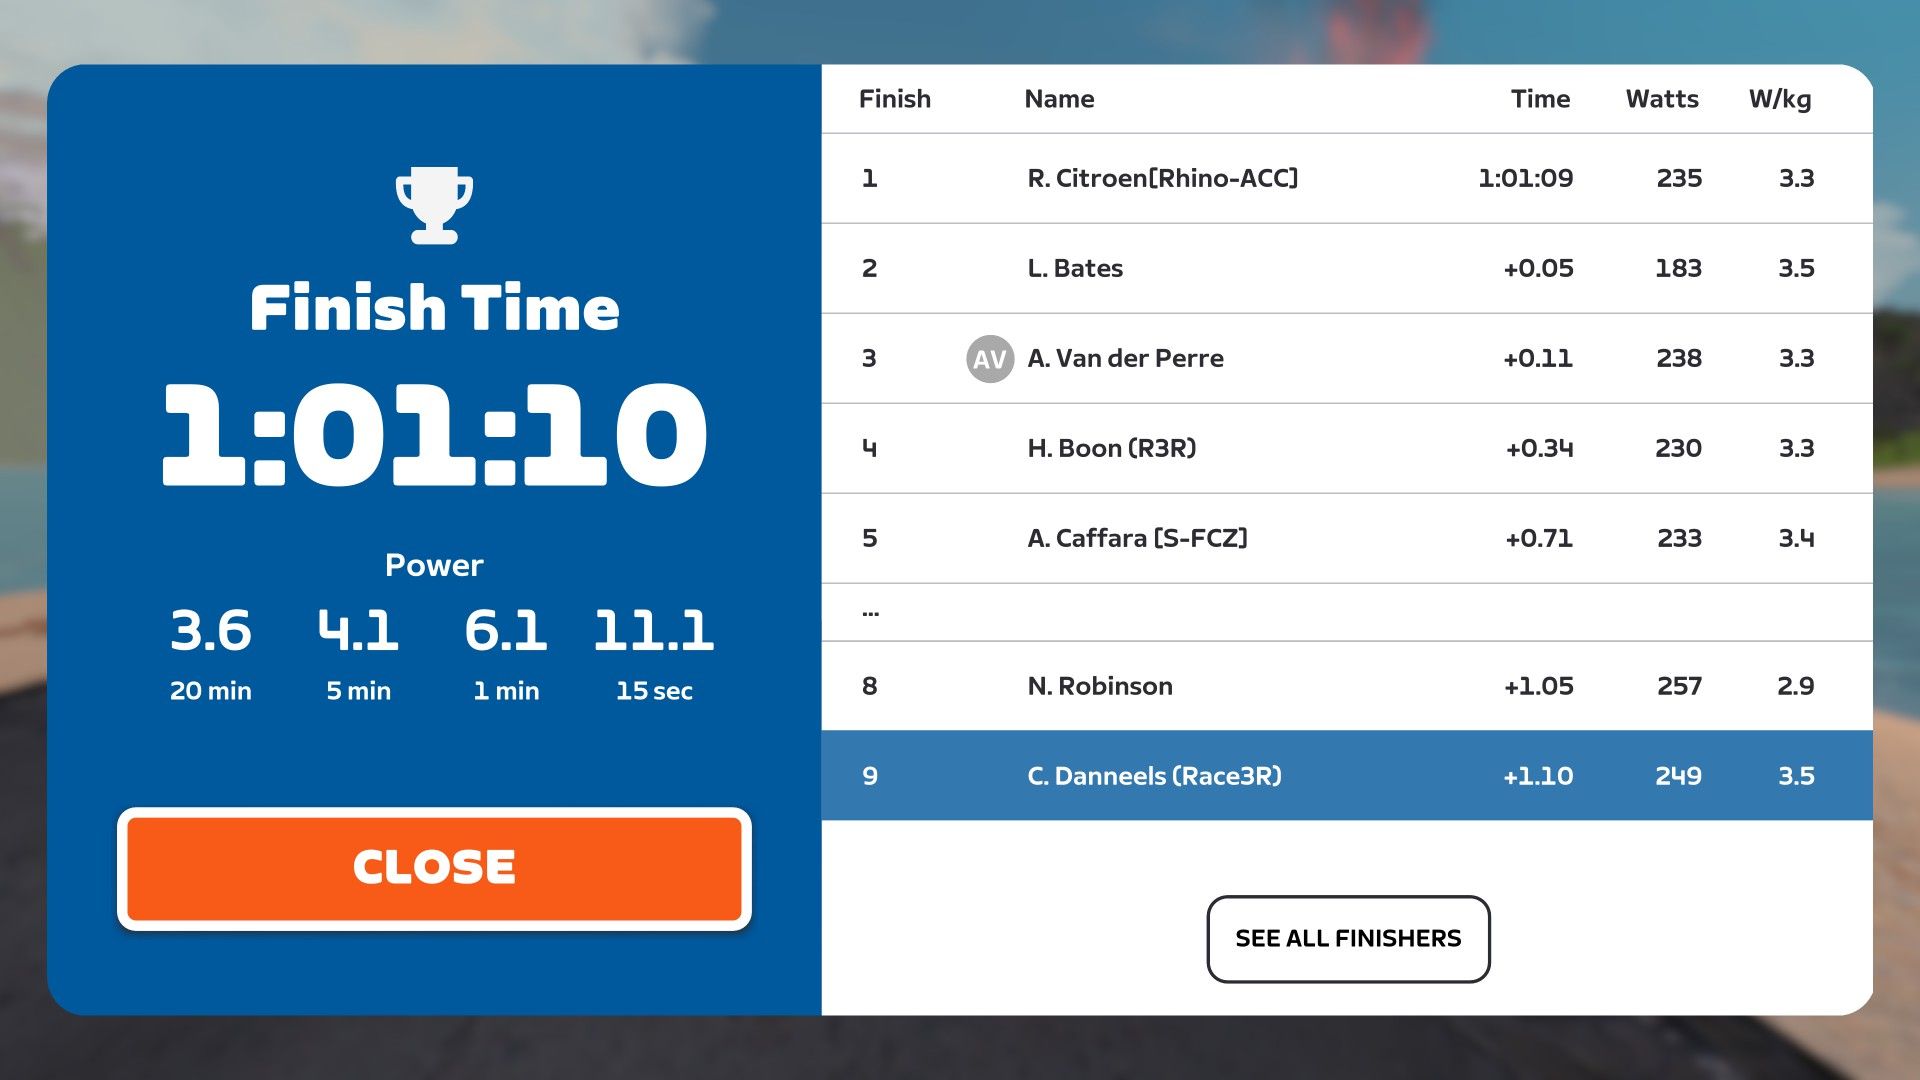 Finish Time
1:01:10
Power
3.6 4.1 6.1 11.1
20 min 5 min 1 min 15 sec
CLOSE
Finish Name Time Watts W/kg
1 R. Citroen[Rhino-ACC] 1:01:09 235 3.3
2 L. Bates +0.05 183 3.5
3 AV A. Van der Perre +0.11 238 3.3
4 H. Boon (R3R) +0.34 230 3.3
5 A. Caffara [S-FCZ] +0.71 233 3.4
...
8 N. Robinson +1.05 257 2.9
9 C. Danneels (Race3R) +1.10 249 3.5
SEE ALL FINISHERS